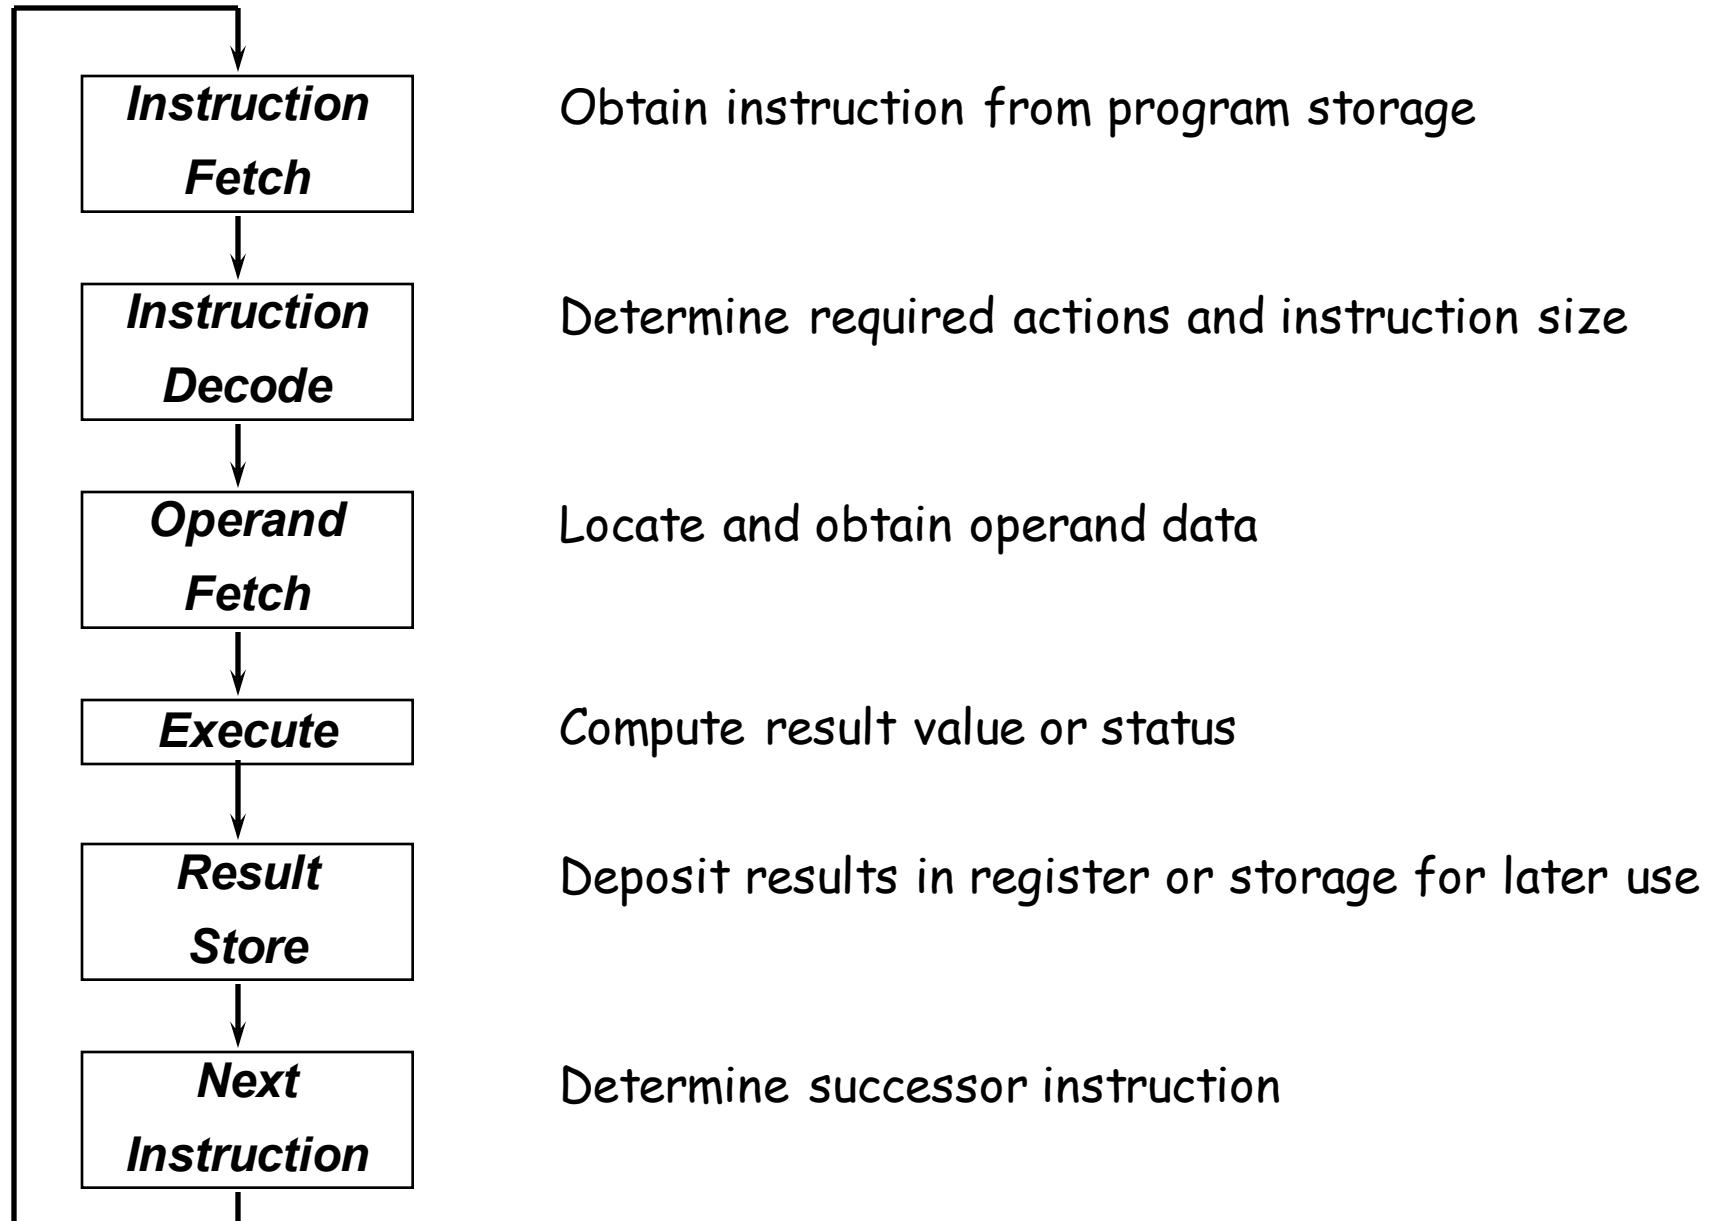 Instruction
Fetch
Obtain instruction from program storage
Instruction
Decode
Determine required actions and instruction size
Operand
Fetch
Locate and obtain operand data
Execute
Compute result value or status
Result
Store
Deposit results in register or storage for later use
Next
Instruction
Determine successor instruction